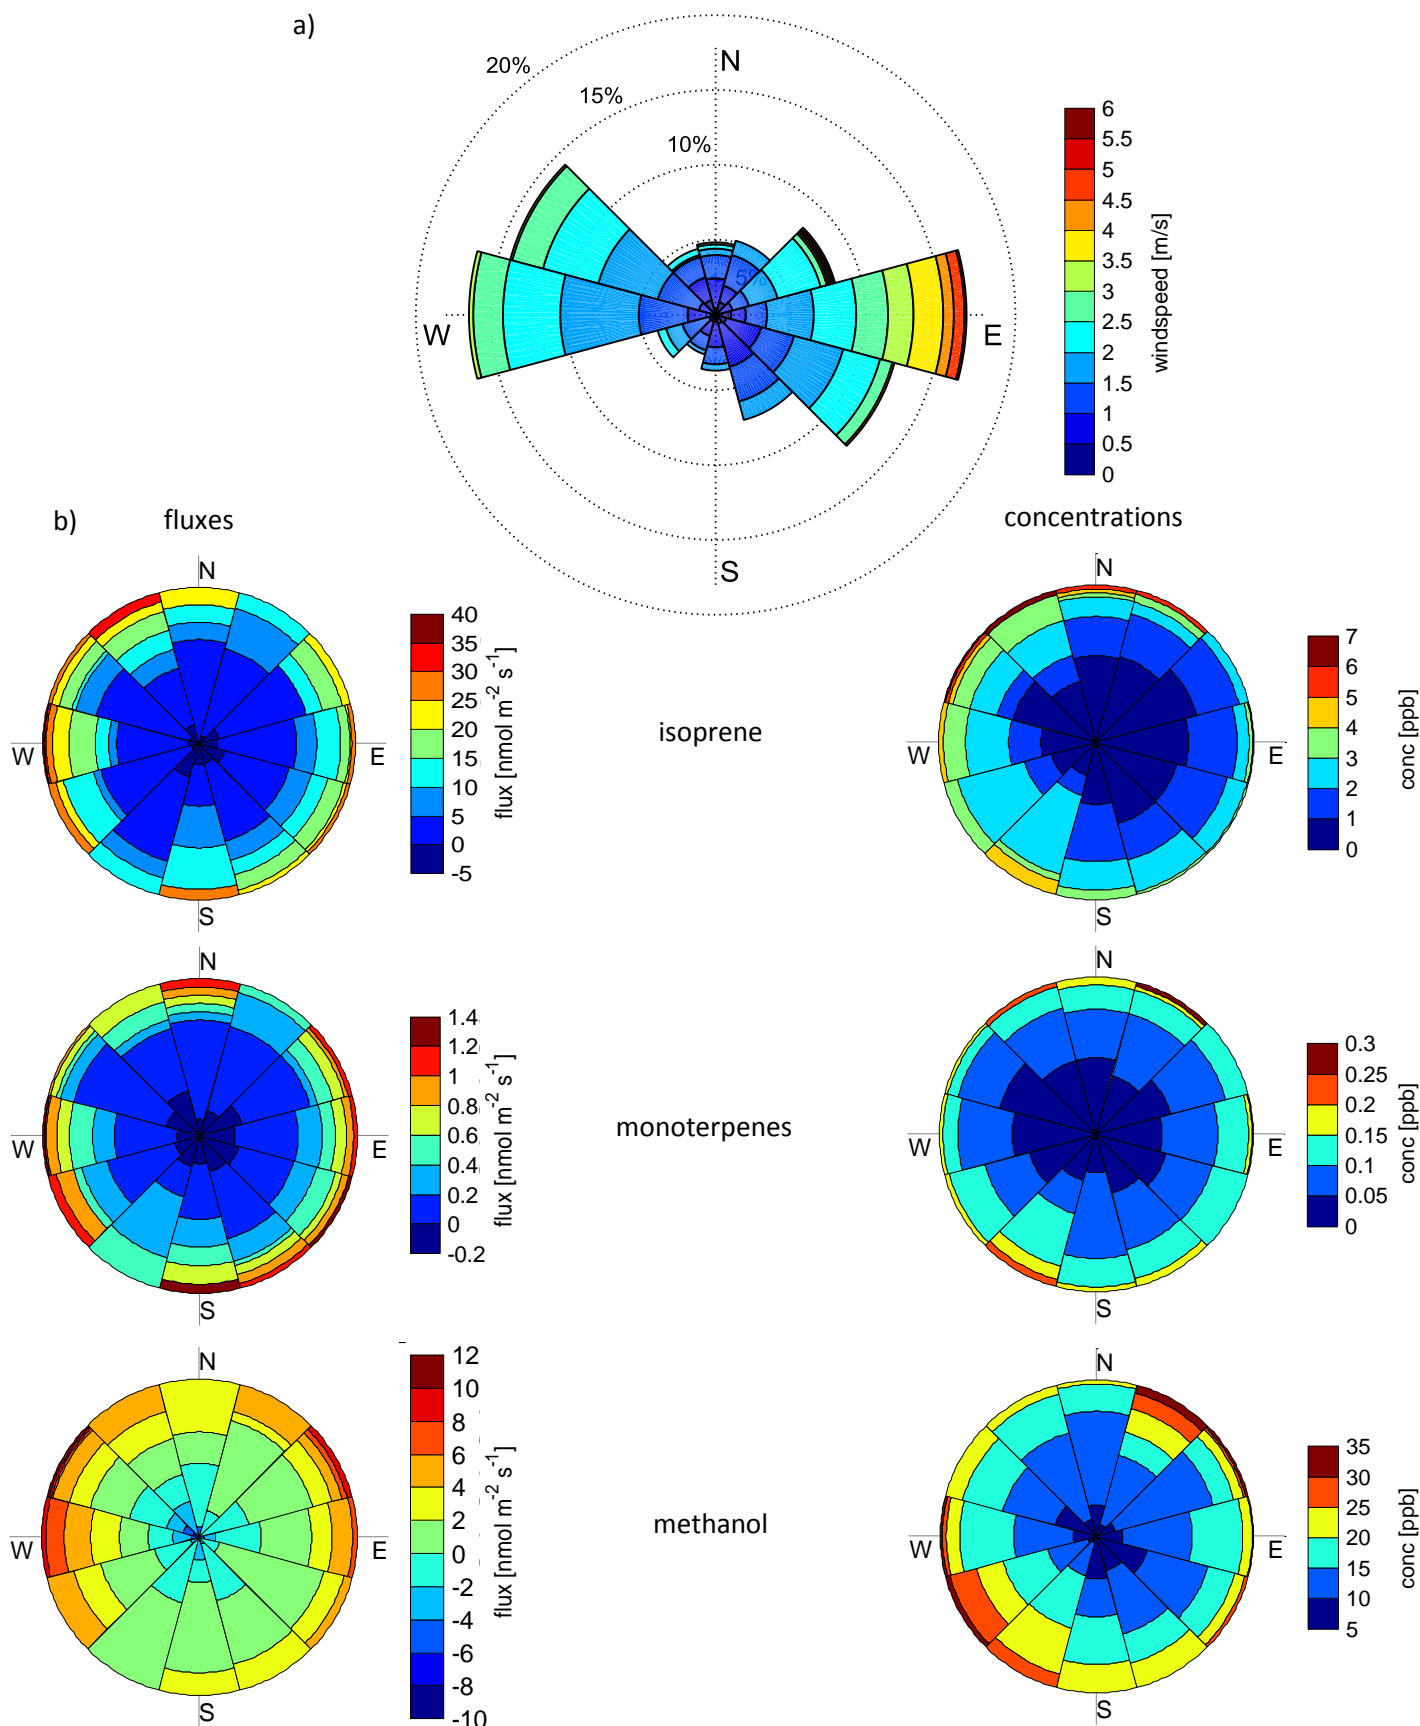 a)
N
20%
15%
10%
5%
W
E
S
6
5.5
5
4.5
4
3.5
3
2.5
2
1.5
1
0.5
0
windspeed [m/s]
b)
fluxes
concentrations
N
W
E
S
40
35
30
25
20
15
10
5
0
-5
flux [nmol m-2 s-1]
isoprene
N
W
E
S
7
6
5
4
3
2
1
0
conc [ppb]
N
W
E
S
1.4
1.2
1
0.8
0.6
0.4
0.2
0
-0.2
flux [nmol m-2 s-1]
monoterpenes
N
W
E
S
0.3
0.25
0.2
0.15
0.1
0.05
0
conc [ppb]
N
W
E
S
12
10
8
6
4
2
0
-2
-4
-6
-8
-10
flux [nmol m-2 s-1]
methanol
N
W
E
S
35
30
25
20
15
10
5
conc [ppb]